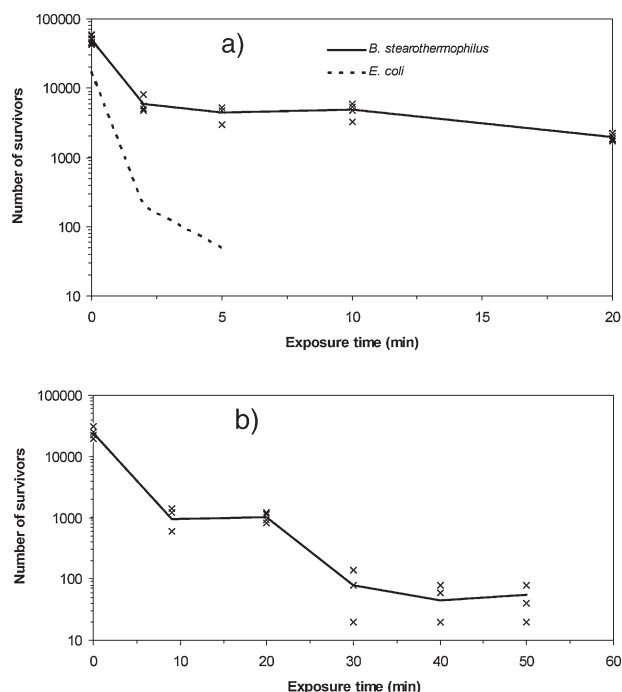 100000
a)
B. stearothermophilus
E. coli
10000
1000
100
10
Number of survivors
0 5 10 15 20
Exposure time (min)
100000
b)
10000
1000
100
10
Number of survivors
0 10 20 30 40 50 60
Exposure time (min)